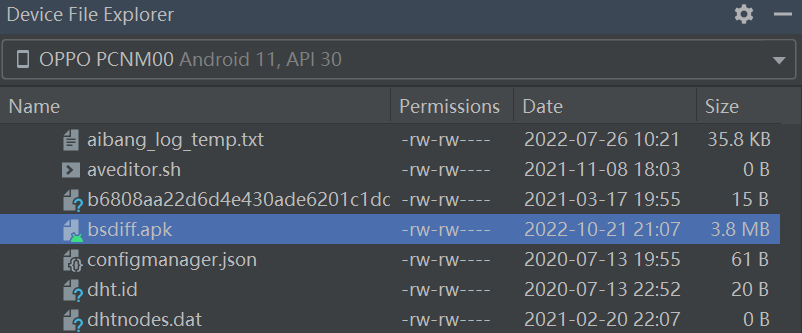 Device File Explorer
OPPO PCNM00 Android 11, API 30
Name Permissions Date Size
aibang_log_temp.txt -rw-rw---- 2022-07-26 10:21 35.8 KB
aveditor.sh -rw-rw---- 2021-11-08 18:03 0 B
b6808aa22d6d4e430ade6201c1dc -rw-rw---- 2021-03-17 19:55 15 B
bsdiff.apk -rw-rw---- 2022-10-21 21:07 3.8 MB
configmanager.json -rw-rw---- 2020-07-13 19:55 61 B
dht.id -rw-rw---- 2020-07-13 22:52 20 B
dhtnodes.dat -rw-rw---- 2021-02-20 22:07 0 B